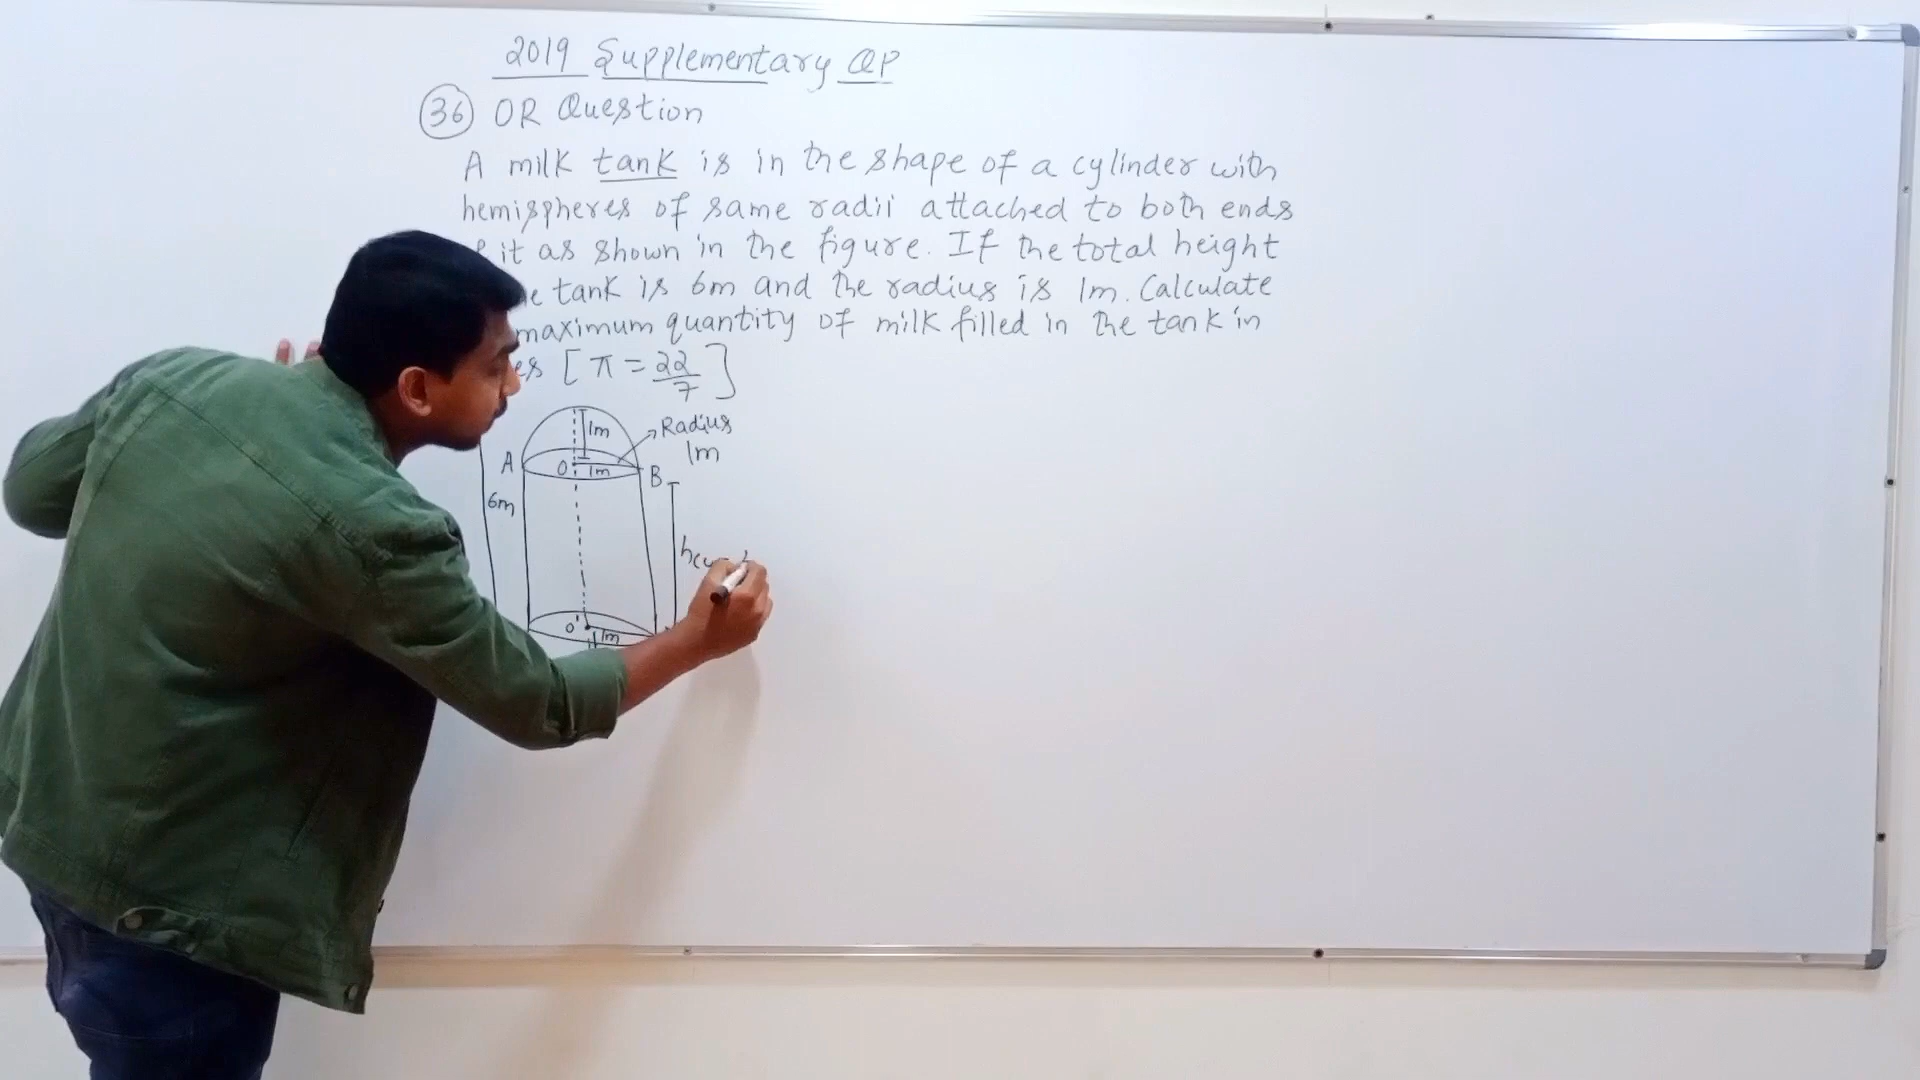 2019 Supplementary QP
36 OR Question
A milk tank is in the shape of a cylinder with
hemispheres of same radii attached to both ends
it as shown in the figure. If the total height
tank is 6m and the radius is 1m. Calculate
maximum quantity of milk filled in the tank in
[π = 22/7]
1m
Radius
1m
A
O
1m
B
6m
O'
1m